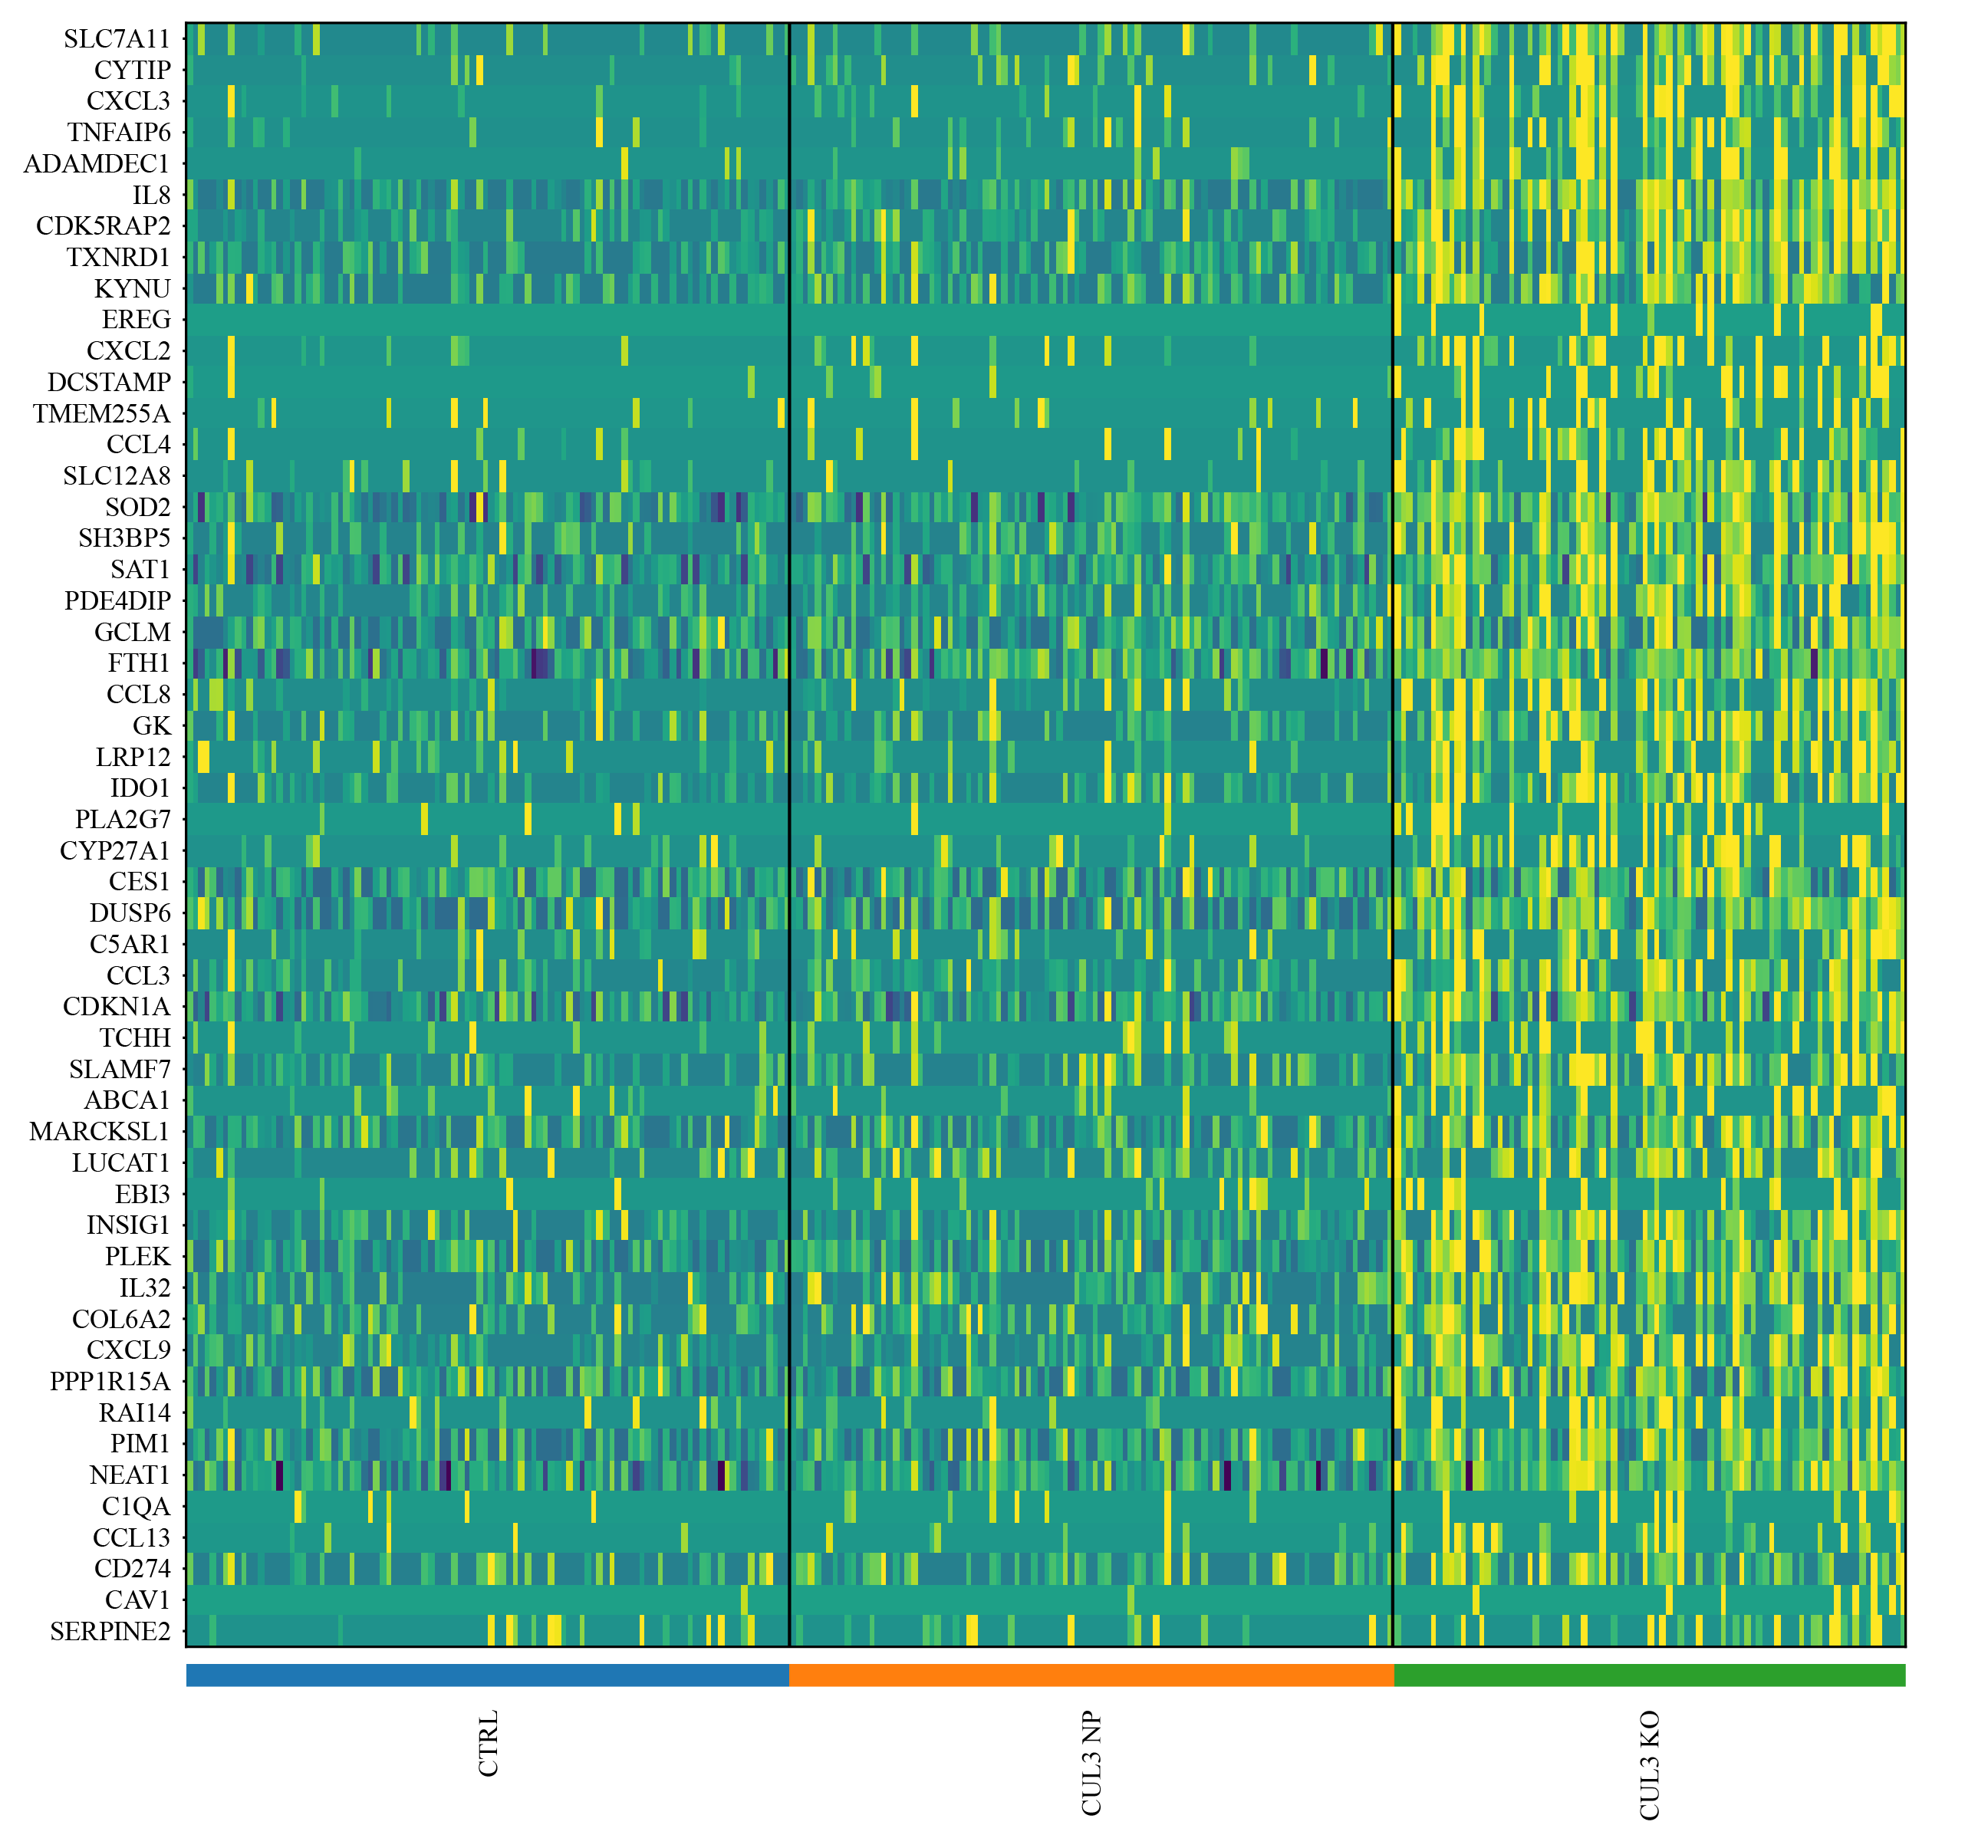 SLC7A11
CYTIP
CXCL3
TNFAIP6
ADAMDEC1
IL8
CDK5RAP2
TXNRD1
KYNU
EREG
CXCL2
DCSTAMP
TMEM255A
CCL4
SLC12A8
SOD2
SH3BP5
SAT1
PDE4DIP
GCLM
FTH1
CCL8
GK
LRP12
IDO1
PLA2G7
CYP27A1
CES1
DUSP6
C5AR1
CCL3
CDKN1A
TCHH
SLAMF7
ABCA1
MARCKSL1
LUCAT1
EBI3
INSIG1
PLEK
IL32
COL6A2
CXCL9
PPP1R15A
RAI14
PIM1
NEAT1
C1QA
CCL13
CD274
CAV1
SERPINE2
CTRL
CUL3 NP
CUL3 KO